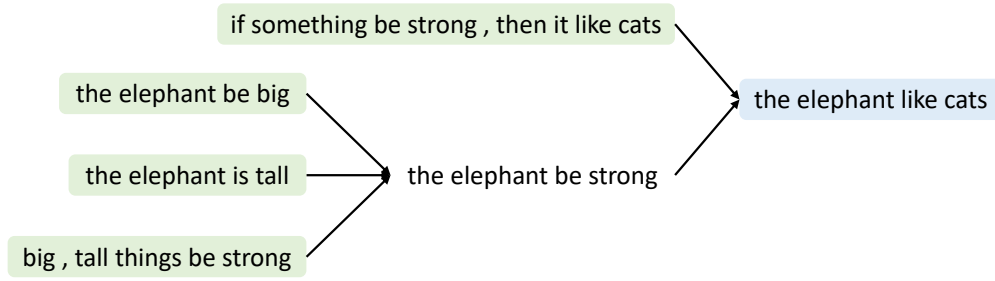 if something be strong , then it like cats
the elephant be big
the elephant like cats
the elephant is tall
the elephant be strong
big , tall things be strong